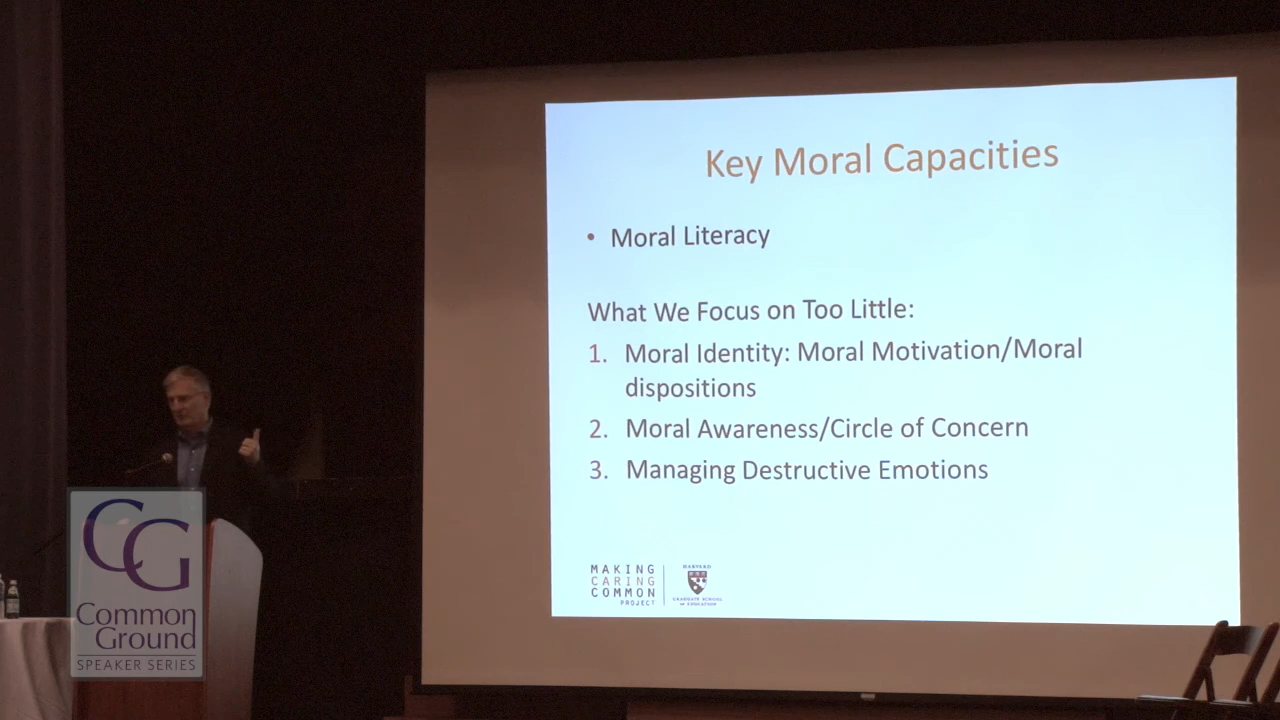 Key Moral Capacities
• Moral Literacy
What We Focus on Too Little:
1. Moral Identity: Moral Motivation/Moral
dispositions
2. Moral Awareness/Circle of Concern
3. Managing Destructive Emotions
MAKING
CARING
COMMON
PROJECT
HARVARD
GRADUATE SCHOOL
OF EDUCATION
CG
Common
Ground
SPEAKER SERIES